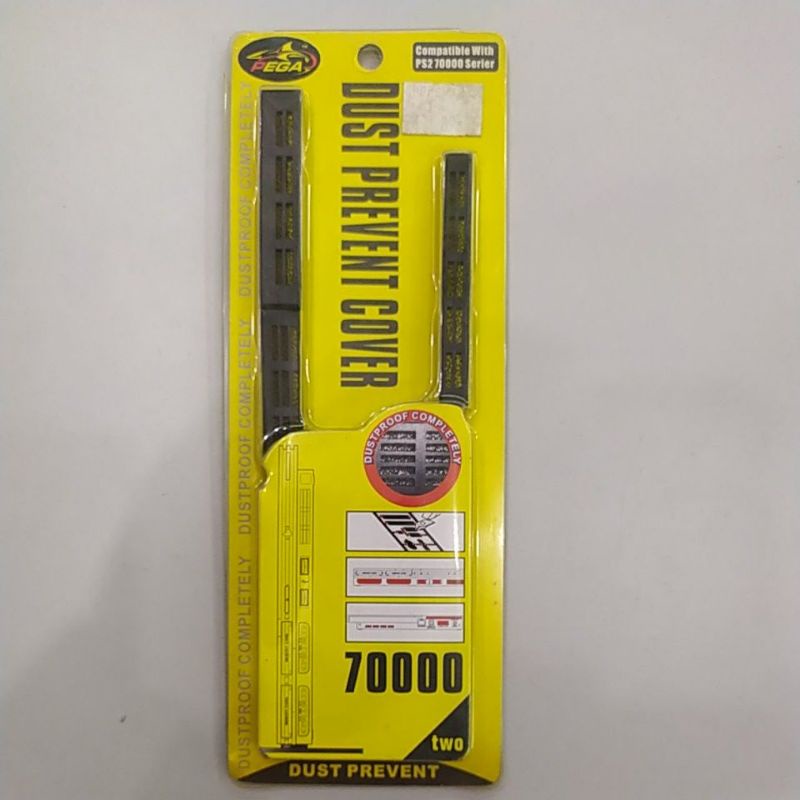 PEGA
Compatible With
PS2 70000 Serier
DUST PREVENT COVER
DUSTPROOF COMPLETELY
DUSTPROOF COMPLETELY
DUSTPROOF COMPLETELY
DUSTPROOF COMPLETELY
70000
two
DUST PREVENT